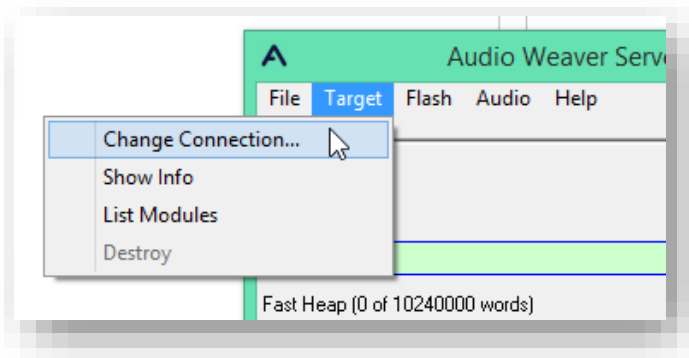 Audio Weaver Serve
File Target Flash Audio Help
Change Connection...
Show Info
List Modules
Destroy
Fast Heap (0 of 10240000 words)